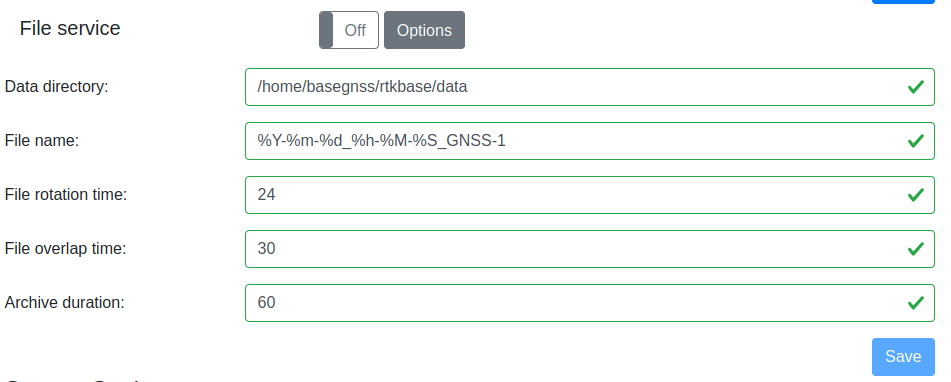 File service Off Options
Data directory: /home/basegnss/rtkbase/data
File name: %Y-%m-%d_%h-%M-%S_GNSS-1
File rotation time: 24
File overlap time: 30
Archive duration: 60
Save